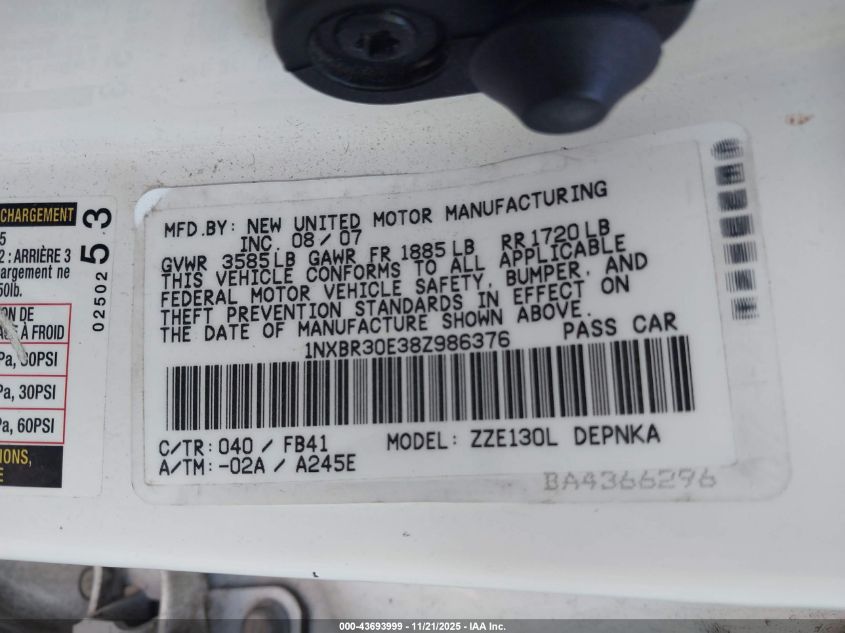 CHARGEMENT
5
2 : ARRIÈRE 3
argement ne
50lb.
ON DE
À FROID
Pa, 30PSI
Pa, 30PSI
Pa, 60PSI
IONS,
E
02502 53
MFD.BY: NEW UNITED MOTOR MANUFACTURING
INC. 08/07
GVWR 3585LB GAWR FR 1885LB RR1720LB
THIS VEHICLE CONFORMS TO ALL APPLICABLE
FEDERAL MOTOR VEHICLE SAFETY, BUMPER, AND
THEFT PREVENTION STANDARDS IN EFFECT ON
THE DATE OF MANUFACTURE SHOWN ABOVE.
1NXBR30E38Z986376 PASS CAR
C/TR: 040 / FB41 MODEL: ZZE130L DEPNKA
A/TM: -02A / A245E
BA4366296
000-43693999 - 11/21/2025 - IAA Inc.